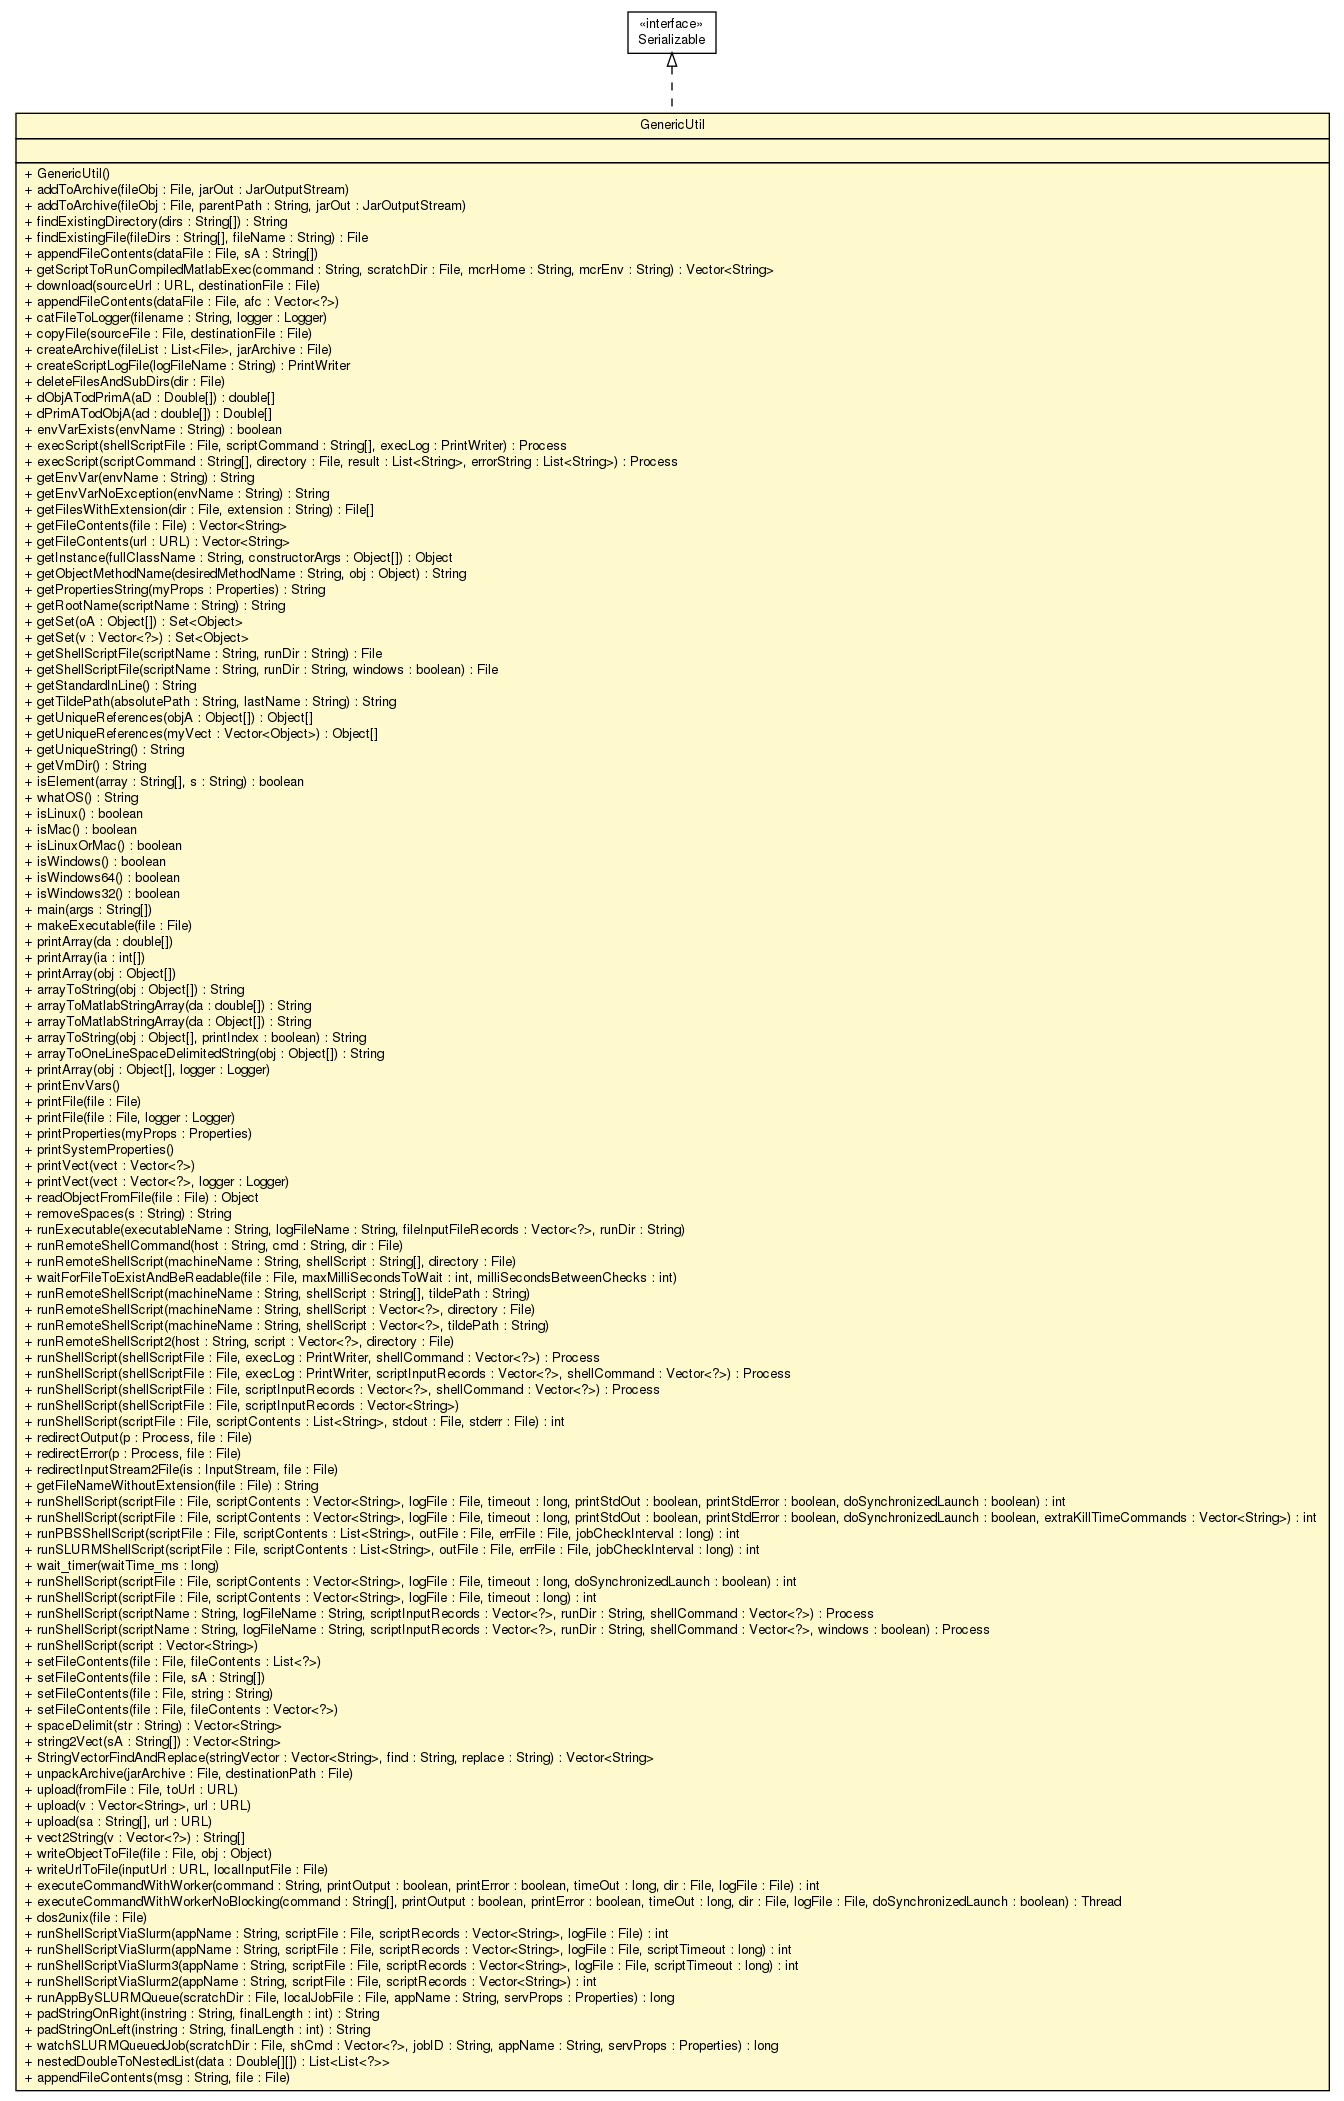 «interface»
Serializable
GenericUtil
+ GenericUtil()
+ addToArchive(fileObj : File, jarOut : JarOutputStream)
+ addToArchive(fileObj : File, parentPath : String, jarOut : JarOutputStream)
+ findExistingDirectory(dirs : String[]) : String
+ findExistingFile(fileDirs : String[], fileName : String) : File
+ appendFileContents(dataFile : File, sA : String[])
+ getScriptToRunCompiledMatlabExec(command : String, scratchDir : File, mcrHome : String, mcrEnv : String) : Vector<String>
+ download(sourceUrl : URL, destinationFile : File)
+ appendFileContents(dataFile : File, afc : Vector<?>)
+ catFileToLogger(filename : String, logger : Logger)
+ copyFile(sourceFile : File, destinationFile : File)
+ createArchive(fileList : List<File>, jarArchive : File)
+ createScriptLogFile(logFileName : String) : PrintWriter
+ deleteFilesAndSubDirs(dir : File)
+ dObjATodPrimA(aD : Double[]) : double[]
+ dPrimATodObjA(ad : double[]) : Double[]
+ envVarExists(envName : String) : boolean
+ execScript(shellScriptFile : File, scriptCommand : String[], execLog : PrintWriter) : Process
+ execScript(scriptCommand : String[], directory : File, result : List<String>, errorString : List<String>) : Process
+ getEnvVar(envName : String) : String
+ getEnvVarNoException(envName : String) : String
+ getFilesWithExtension(dir : File, extension : String) : File[]
+ getFileContents(file : File) : Vector<String>
+ getFileContents(url : URL) : Vector<String>
+ getInstance(fullClassName : String, constructorArgs : Object[]) : Object
+ getObjectMethodName(desiredMethodName : String, obj : Object) : String
+ getPropertiesString(myProps : Properties) : String
+ getRootName(scriptName : String) : String
+ getSet(oA : Object[]) : Set<Object>
+ getSet(v : Vector<?>) : Set<Object>
+ getShellScriptFile(scriptName : String, runDir : String) : File
+ getShellScriptFile(scriptName : String, runDir : String, windows : boolean) : File
+ getStandardInLine() : String
+ getTildePath(absolutePath : String, lastName : String) : String
+ getUniqueReferences(objA : Object[]) : Object[]
+ getUniqueReferences(myVect : Vector<Object>) : Object[]
+ getUniqueString() : String
+ getVmDir() : String
+ isElement(array : String[], s : String) : boolean
+ whatOS() : String
+ isLinux() : boolean
+ isMac() : boolean
+ isLinuxOrMac() : boolean
+ isWindows() : boolean
+ isWindows64() : boolean
+ isWindows32() : boolean
+ main(args : String[])
+ makeExecutable(file : File)
+ printArray(da : double[])
+ printArray(ia : int[])
+ printArray(obj : Object[])
+ arrayToString(obj : Object[]) : String
+ arrayToMatlabStringArray(da : double[]) : String
+ arrayToMatlabStringArray(da : Object[]) : String
+ arrayToString(obj : Object[], printIndex : boolean) : String
+ arrayToOneLineSpaceDelimitedString(obj : Object[]) : String
+ printArray(obj : Object[], logger : Logger)
+ printEnvVars()
+ printFile(file : File)
+ printFile(file : File, logger : Logger)
+ printProperties(myProps : Properties)
+ printSystemProperties()
+ printVect(vect : Vector<?>)
+ printVect(vect : Vector<?>, logger : Logger)
+ readObjectFromFile(file : File) : Object
+ removeSpaces(s : String) : String
+ runExecutable(executableName : String, logFileName : String, fileInputFileRecords : Vector<?>, runDir : String)
+ runRemoteShellCommand(host : String, cmd : String, dir : File)
+ runRemoteShellScript(machineName : String, shellScript : String[], directory : File)
+ waitForFileToExistAndBeReadable(file : File, maxMilliSecondsToWait : int, milliSecondsBetweenChecks : int)
+ runRemoteShellScript(machineName : String, shellScript : String[], tildePath : String)
+ runRemoteShellScript(machineName : String, shellScript : Vector<?>, directory : File)
+ runRemoteShellScript(machineName : String, shellScript : Vector<?>, tildePath : String)
+ runRemoteShellScript2(host : String, script : Vector<?>, directory : File)
+ runShellScript(shellScriptFile : File, execLog : PrintWriter, shellCommand : Vector<?>) : Process
+ runShellScript(shellScriptFile : File, execLog : PrintWriter, scriptInputRecords : Vector<?>, shellCommand : Vector<?>) : Process
+ runShellScript(shellScriptFile : File, scriptInputRecords : Vector<?>, shellCommand : Vector<?>) : Process
+ runShellScript(shellScriptFile : File, scriptInputRecords : Vector<String>)
+ runShellScript(scriptFile : File, scriptContents : List<String>, stdout : File, stderr : File) : int
+ redirectOutput(p : Process, file : File)
+ redirectError(p : Process, file : File)
+ redirectInputStream2File(is : InputStream, file : File)
+ getFileNameWithoutExtension(file : File) : String
+ runShellScript(scriptFile : File, scriptContents : Vector<String>, logFile : File, timeout : long, printStdOut : boolean, printStdError : boolean, doSynchronizedLaunch : boolean) : int
+ runShellScript(scriptFile : File, scriptContents : Vector<String>, logFile : File, timeout : long, printStdOut : boolean, printStdError : boolean, doSynchronizedLaunch : boolean, extraKillTimeCommands : Vector<String>) : int
+ runPBSShellScript(scriptFile : File, scriptContents : List<String>, outFile : File, errFile : File, jobCheckInterval : long) : int
+ runSLURMShellScript(scriptFile : File, scriptContents : List<String>, outFile : File, errFile : File, jobCheckInterval : long) : int
+ wait_timer(waitTime_ms : long)
+ runShellScript(scriptFile : File, scriptContents : Vector<String>, logFile : File, timeout : long, doSynchronizedLaunch : boolean) : int
+ runShellScript(scriptFile : File, scriptContents : Vector<String>, logFile : File, timeout : long) : int
+ runShellScript(scriptName : String, logFileName : String, scriptInputRecords : Vector<?>, runDir : String, shellCommand : Vector<?>) : Process
+ runShellScript(scriptName : String, logFileName : String, scriptInputRecords : Vector<?>, runDir : String, shellCommand : Vector<?>, windows : boolean) : Process
+ runShellScript(script : Vector<String>)
+ setFileContents(file : File, fileContents : List<?>)
+ setFileContents(file : File, sA : String[])
+ setFileContents(file : File, string : String)
+ setFileContents(file : File, fileContents : Vector<?>)
+ spaceDelimit(str : String) : Vector<String>
+ string2Vect(sA : String[]) : Vector<String>
+ StringVectorFindAndReplace(stringVector : Vector<String>, find : String, replace : String) : Vector<String>
+ unpackArchive(jarArchive : File, destinationPath : File)
+ upload(fromFile : File, toUrl : URL)
+ upload(v : Vector<String>, url : URL)
+ upload(sa : String[], url : URL)
+ vect2String(v : Vector<?>) : String[]
+ writeObjectToFile(file : File, obj : Object)
+ writeUrlToFile(inputUrl : URL, localInputFile : File)
+ executeCommandWithWorker(command : String, printOutput : boolean, printError : boolean, timeOut : long, dir : File, logFile : File) : int
+ executeCommandWithWorkerNoBlocking(command : String[], printOutput : boolean, printError : boolean, timeOut : long, dir : File, logFile : File, doSynchronizedLaunch : boolean) : Thread
+ dos2unix(file : File)
+ runShellScriptViaSlurm(appName : String, scriptFile : File, scriptRecords : Vector<String>, logFile : File) : int
+ runShellScriptViaSlurm(appName : String, scriptFile : File, scriptRecords : Vector<String>, logFile : File, scriptTimeout : long) : int
+ runShellScriptViaSlurm3(appName : String, scriptFile : File, scriptRecords : Vector<String>, logFile : File, scriptTimeout : long) : int
+ runShellScriptViaSlurm2(appName : String, scriptFile : File, scriptRecords : Vector<String>) : int
+ runAppBySLURMQueue(scratchDir : File, localJobFile : File, appName : String, servProps : Properties) : long
+ padStringOnRight(instring : String, finalLength : int) : String
+ padStringOnLeft(instring : String, finalLength : int) : String
+ watchSLURMQueuedJob(scratchDir : File, shCmd : Vector<?>, jobID : String, appName : String, servProps : Properties) : long
+ nestedDoubleToNestedList(data : Double[][]) : List<List<?>>
+ appendFileContents(msg : String, file : File)